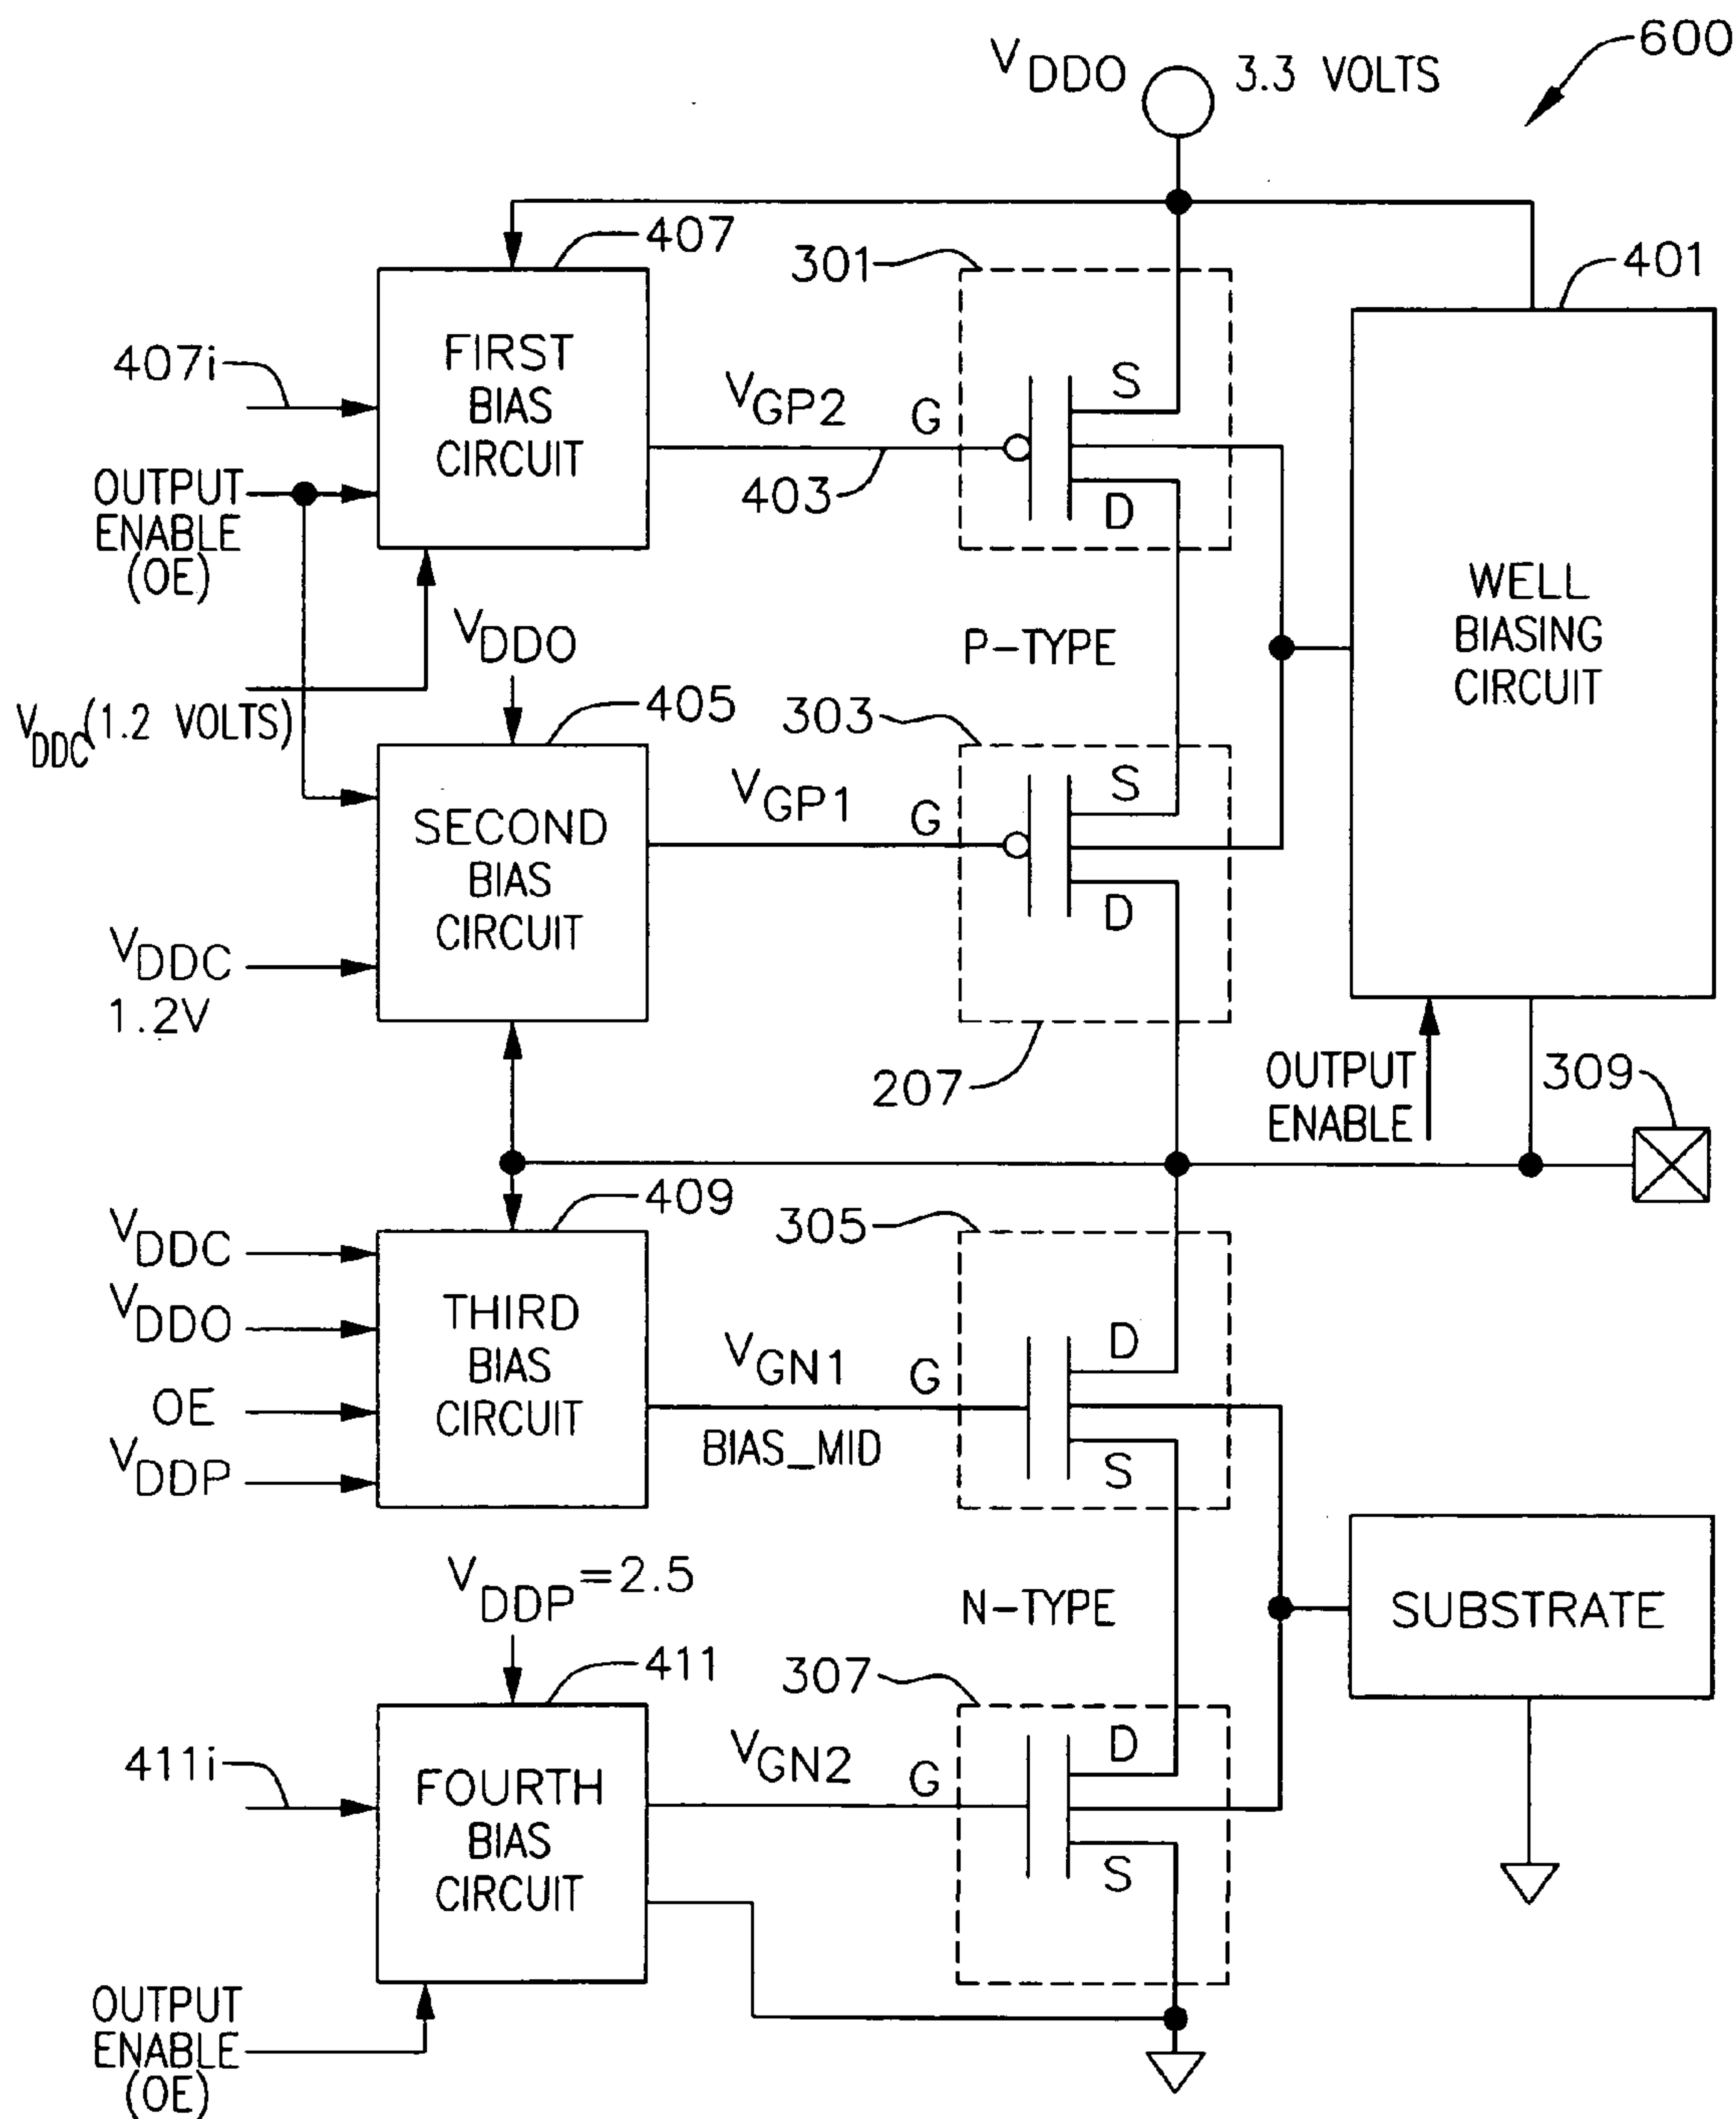 600
VDDO 3.3 VOLTS
407
301
401
407i
FIRST
BIAS
CIRCUIT
VGP2
G
S
D
403
OUTPUT
ENABLE
(OE)
WELL
BIASING
CIRCUIT
VDDO
P-TYPE
VDDC(1.2 VOLTS)
405
303
SECOND
BIAS
CIRCUIT
VGP1
G
S
D
VDDC
1.2V
207
OUTPUT
ENABLE
309
409
305
VDDC
VDDO
OE
VDDP
THIRD
BIAS
CIRCUIT
VGN1
BIAS_MID
G
D
S
VDDP=2.5
N-TYPE
SUBSTRATE
411
307
411i
FOURTH
BIAS
CIRCUIT
VGN2
G
D
S
OUTPUT
ENABLE
(OE)